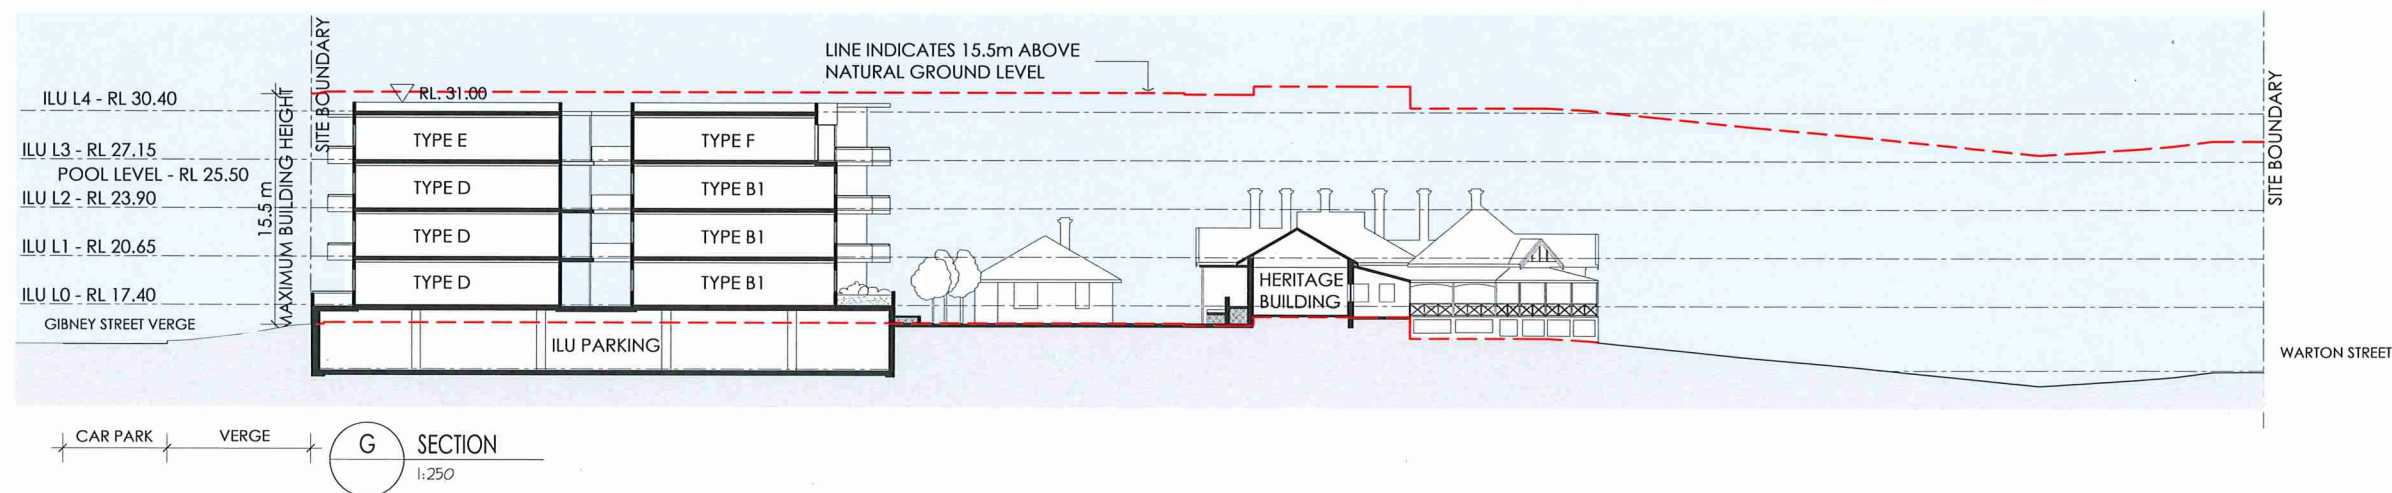 LINE INDICATES 15.5m ABOVE
NATURAL GROUND LEVEL
SITE BOUNDARY
ILU L4 - RL 30.40
RL. 31.00
ILU L3 - RL 27.15
POOL LEVEL - RL 25.50
ILU L2 - RL 23.90
ILU L1 - RL 20.65
ILU L0 - RL 17.40
GIBNEY STREET VERGE
15.5 m
MAXIMUM BUILDING HEIGHT
TYPE E
TYPE F
TYPE D
TYPE B1
TYPE D
TYPE B1
TYPE D
TYPE B1
ILU PARKING
HERITAGE
BUILDING
SITE BOUNDARY
WARTON STREET
CAR PARK
VERGE
G
SECTION
1:250